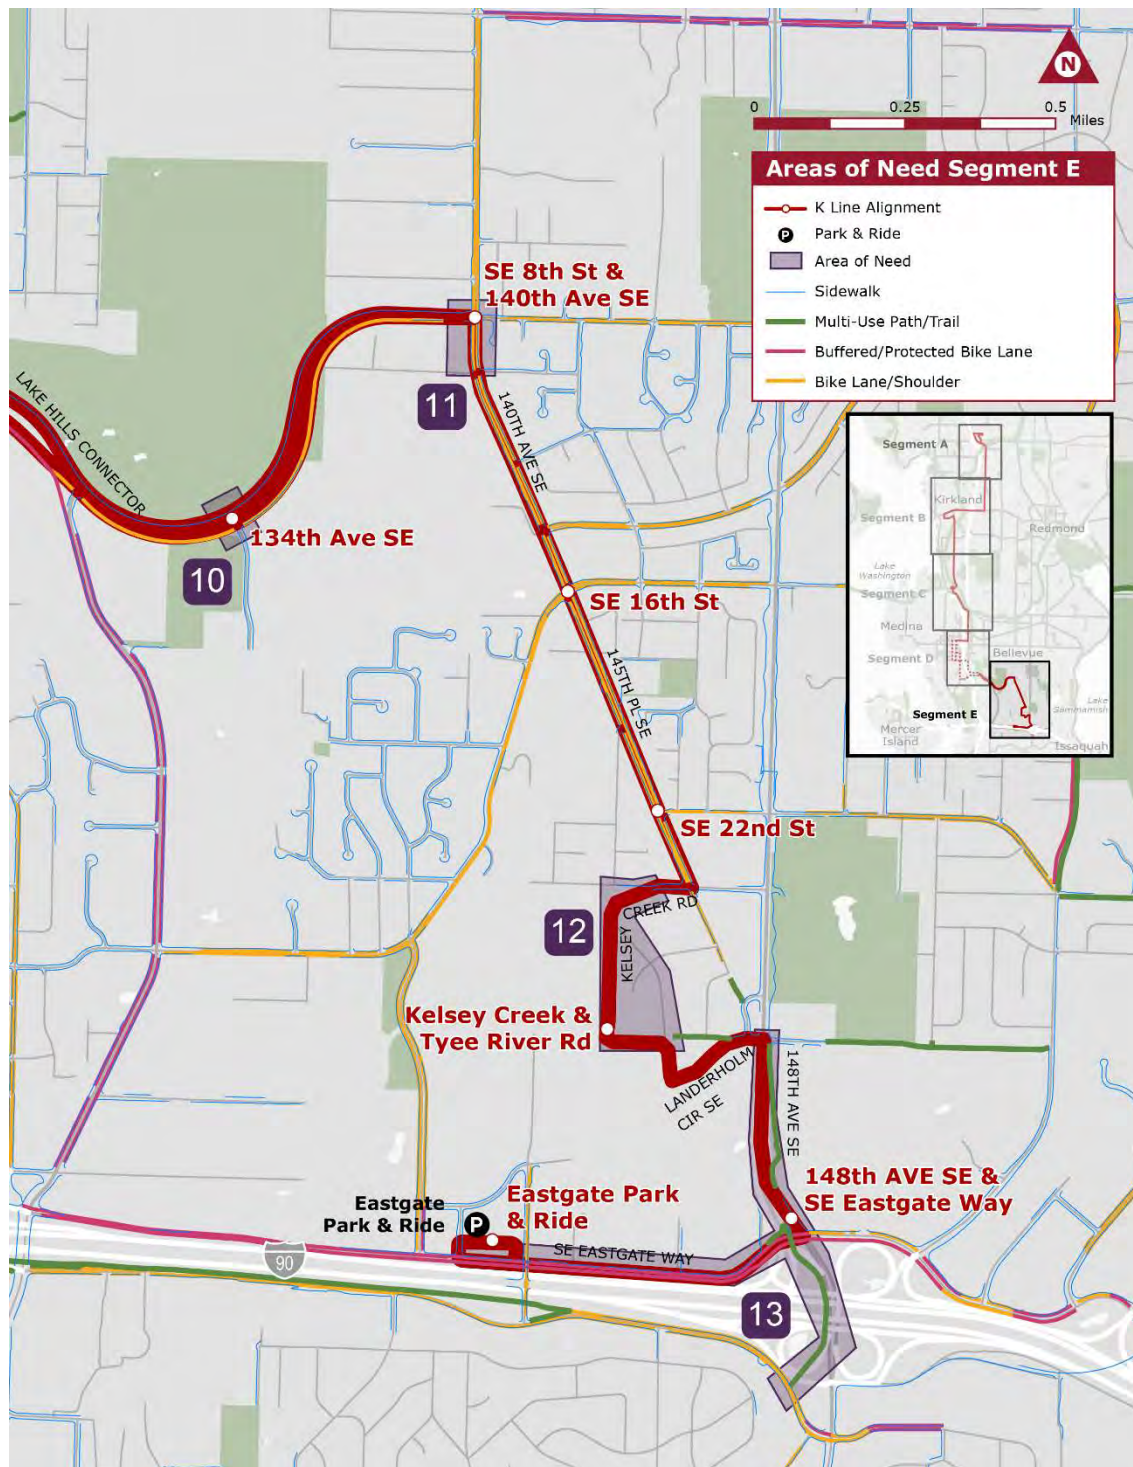 N
0 0.25 0.5
Miles
Areas of Need Segment E
K Line Alignment
P Park & Ride
Area of Need
Sidewalk
Multi-Use Path/Trail
Buffered/Protected Bike Lane
Bike Lane/Shoulder
Segment A
Kirkland
Segment B
Redmond
Lake
Washington
Segment C
Medina
Segment D
Bellevue
Segment E
Lake
Sammamish
Mercer
Island
Issaquah
SE 8th St &
140th Ave SE
11
LAKE HILLS CONNECTOR
140TH AVE SE
134th Ave SE
10
SE 16th St
145TH PL SE
SE 22nd St
12
KELSEY CREEK RD
Kelsey Creek &
Tyee River Rd
LANDERHOLM
CIR SE
148TH AVE SE
148th AVE SE &
SE Eastgate Way
Eastgate
Park & Ride
P
Eastgate Park
& Ride
SE EASTGATE WAY
90
13